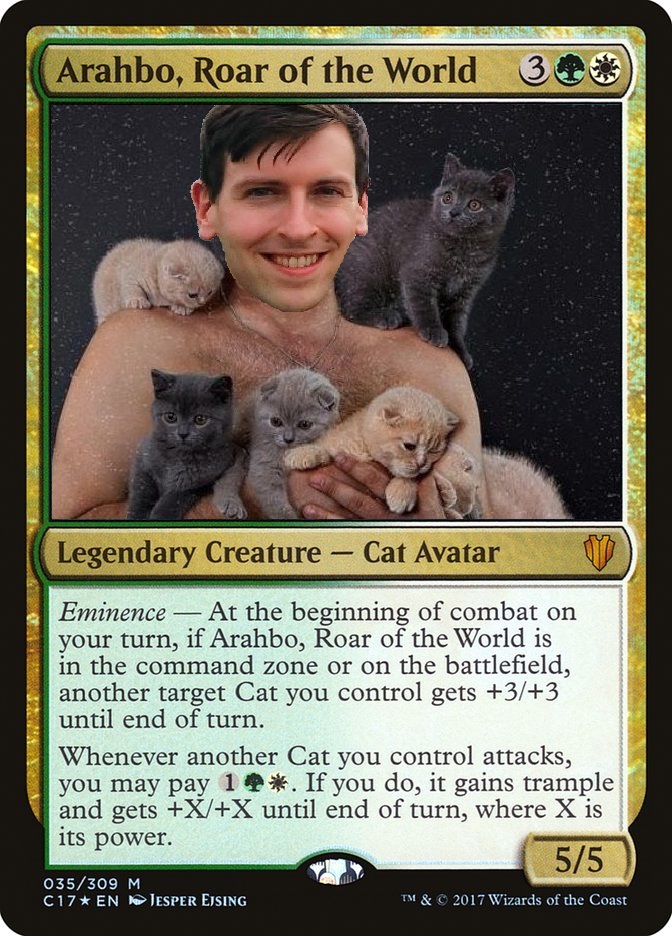 Arahbo, Roar of the World 3
Legendary Creature — Cat Avatar
Eminence — At the beginning of combat on
your turn, if Arahbo, Roar of the World is
in the command zone or on the battlefield,
another target Cat you control gets +3/+3
until end of turn.
Whenever another Cat you control attacks,
you may pay 1. If you do, it gains trample
and gets +X/+X until end of turn, where X is
its power.
5/5
035/309 M
C17★EN Jesper Ejsing
™ & © 2017 Wizards of the Coast